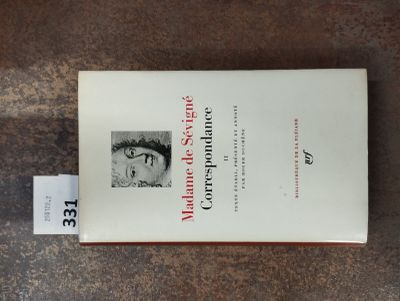 Madame de Sévigné
Correspondance
II
TEXTE ÉTABLI, PRÉSENTÉ ET ANNOTÉ
PAR ROGER DUCHÊNE
nrf
BIBLIOTHÈQUE DE LA PLÉIADE
331